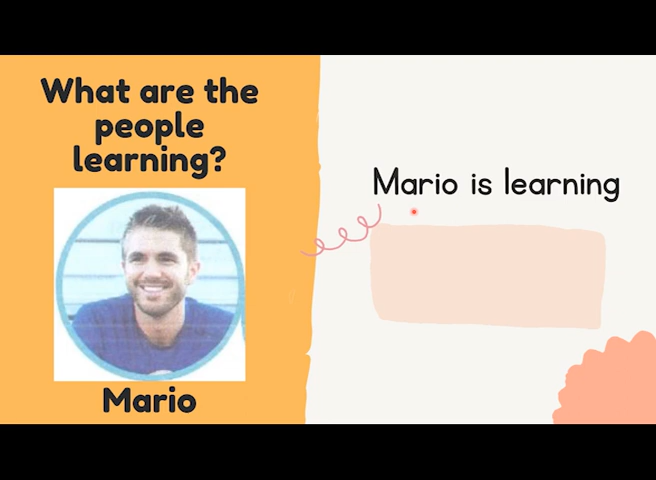 What are the
people
learning?
Mario
Mario is learning